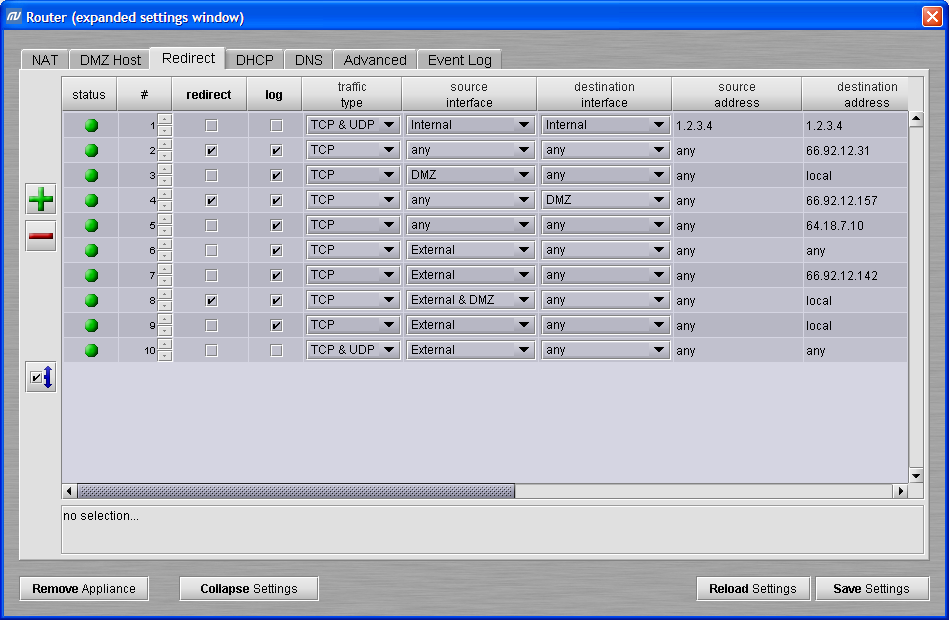 Router (expanded settings window)
NAT DMZ Host Redirect DHCP DNS Advanced Event Log
status # redirect log traffic type source interface destination interface source address destination address
1 TCP & UDP Internal Internal 1.2.3.4 1.2.3.4
2 TCP any any any 66.92.12.31
3 TCP DMZ any any local
4 TCP any DMZ any 66.92.12.157
5 TCP any any any 64.18.7.10
6 TCP External any any any
7 TCP External any any 66.92.12.142
8 TCP External & DMZ any any local
9 TCP External any any local
10 TCP & UDP External any any any
no selection...
Remove Appliance Collapse Settings Reload Settings Save Settings